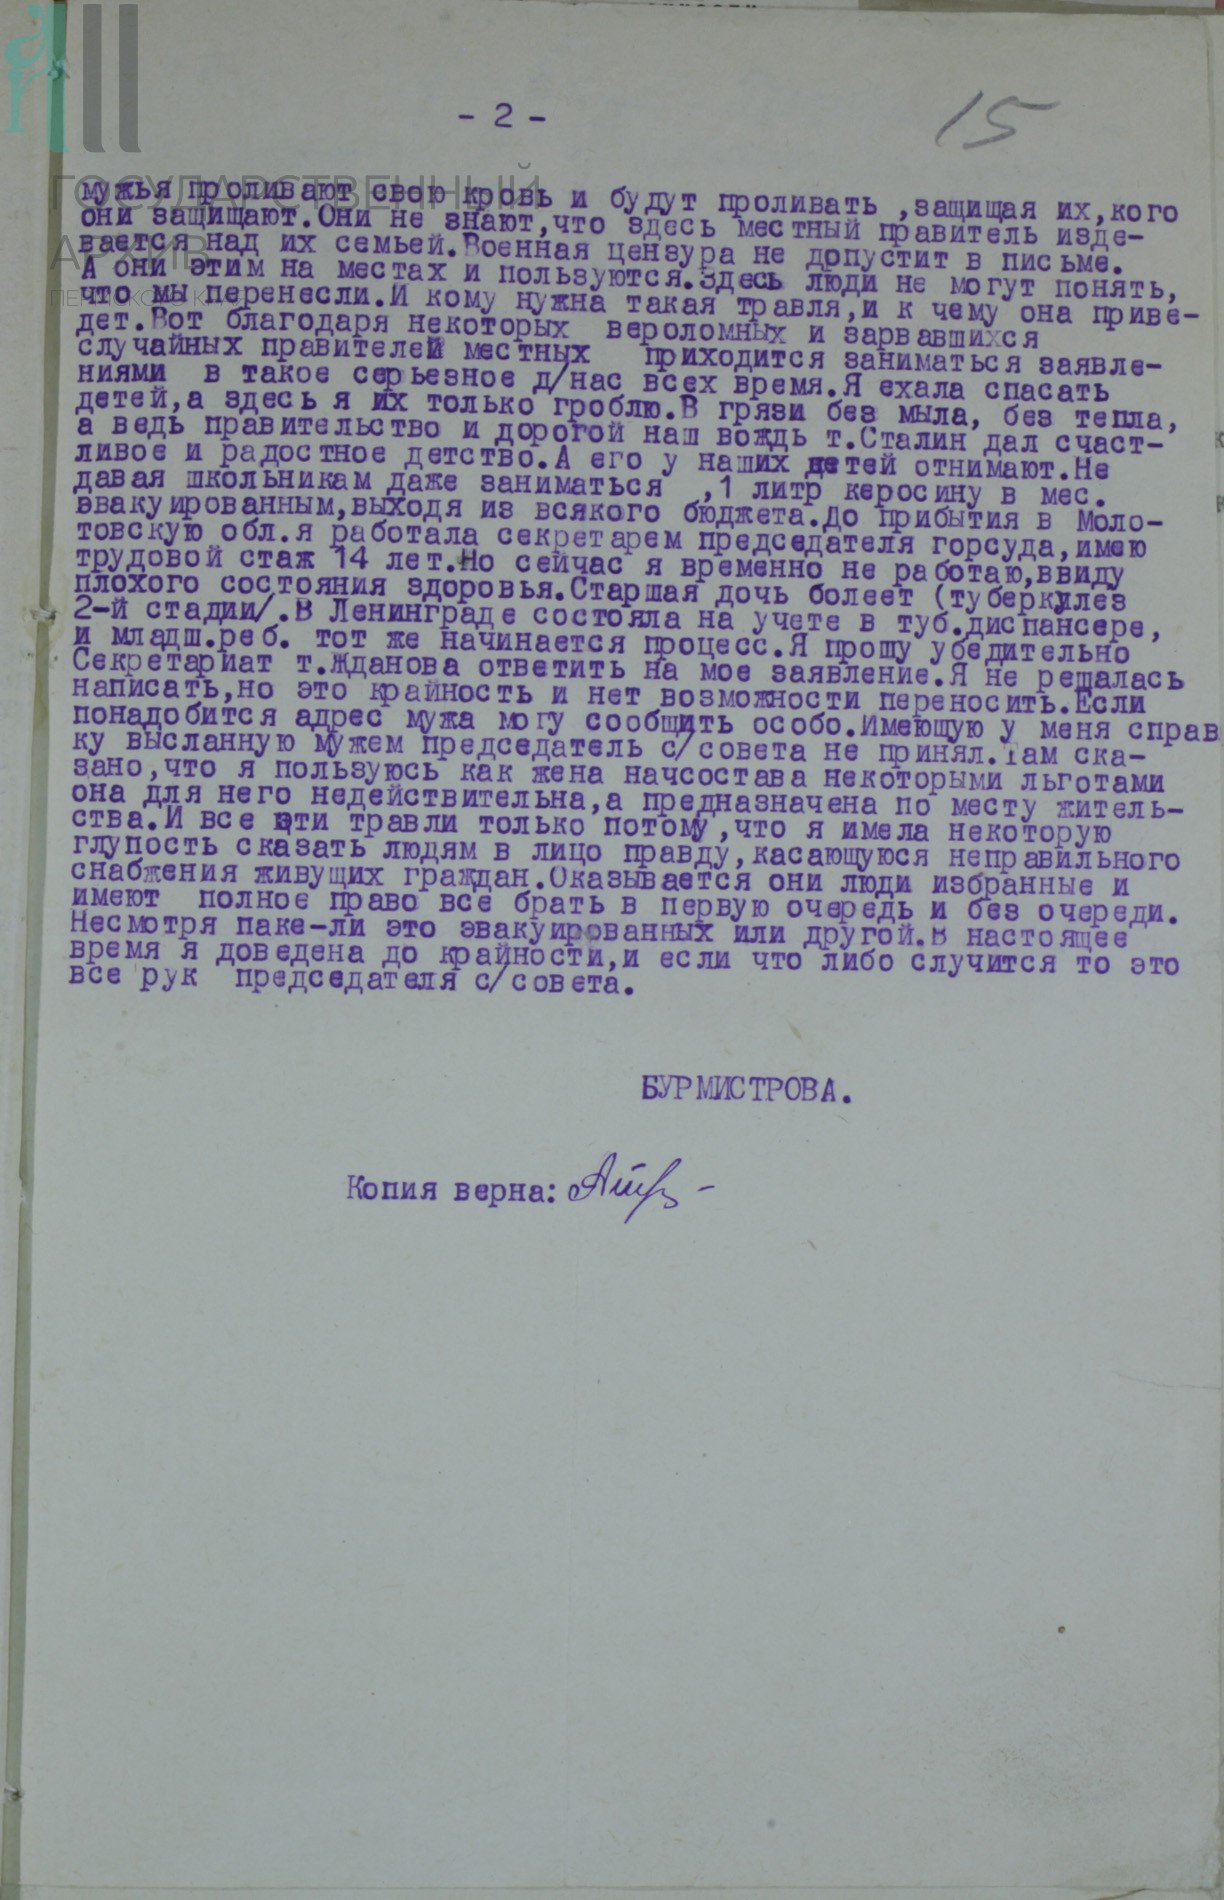 - 2 -
15
ГОСУДАРСТВЕННЫЙ
АРХИВ
ПЕРМСКОГО КРАЯ
мужья проливают свою кровь и будут проливать ,защищая их,кого
они защищают.Они не знают,что здесь местный правитель изде-
вается над их семьей.Военная цензура не допустит в письме.
А они этим на местах и пользуются.Здесь люди не могут понять,
что мы перенесли.И кому нужна такая травля,и к чему она приве-
дет.Вот благодаря некоторых вероломных и зарвавшихся
случайных правителей местных приходится заниматься заявле-
ниями в такое серьезное д/нас всех время.Я ехала спасать
детей,а здесь я их только гроблю.В грязи без мыла, без тепла,
а ведь правительство и дорогой наш вождь т.Сталин дал счаст-
ливое и радостное детство.А его у наших детей отнимают.Не
давая школьникам даже заниматься ,1 литр керосину в мес.
эвакуированным,выходя из всякого бюджета.До прибытия в Моло-
товскую обл.я работала секретарем председателя горсуда,имею
трудовой стаж 14 лет.Но сейчас я временно не работаю,ввиду
плохого состояния здоровья.Старшая дочь болеет (туберкулез
2-й стадии/.В Ленинграде состояла на учете в туб.диспансере,
и младш.реб. тот же начинается процесс.Я прошу убедительно
Секретариат т.Жданова ответить на мое заявление.Я не решалась
написать,но это крайность и нет возможности переносить.Если
понадобится адрес мужа могу сообщить особо.Имеющую у меня справ
ку высланную мужем председатель с/совета не принял.Там ска-
зано,что я пользуюсь как жена начсостава некоторыми льготами
она для него недействительна,а предназначена по месту житель-
ства.И все эти травли только потому,что я имела некоторую
глупость сказать людям в лицо правду,касающуюся неправильного
снабжения живущих граждан.Оказывается они люди избранные и
имеют полное право все брать в первую очередь и без очереди.
Несмотря паке-ли это эвакуированных или другой.В настоящее
время я доведена до крайности,и если что либо случится то это
все рук председателя с/совета.
БУРМИСТРОВА.
Копия верна: